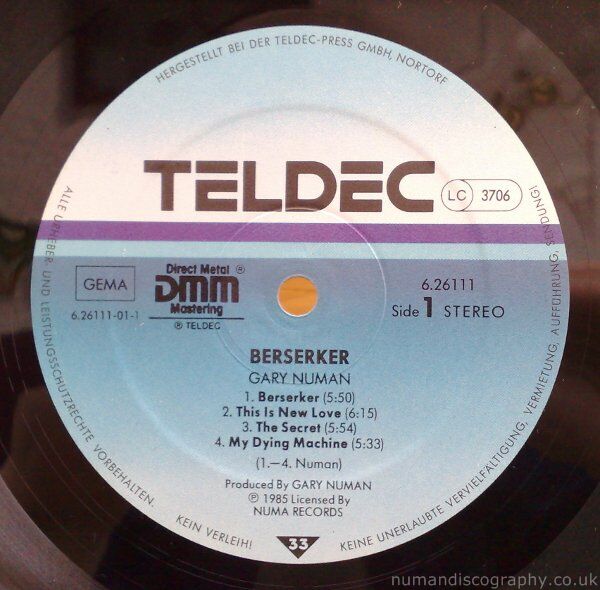 HERGESTELLT BEI DER TELDEC-PRESS GMBH, NORTORF
TELDEC
LC 3706
GEMA
6.26111-01-1
Direct Metal ®
DMM
Mastering
℗ TELDEC
6.26111
Side 1 STEREO
BERSERKER
GARY NUMAN
1. Berserker (5:50)
2. This Is New Love (6:15)
3. The Secret (5:54)
4. My Dying Machine (5:33)
(1.–4. Numan)
Produced By GARY NUMAN
℗ 1985 Licensed By
NUMA RECORDS
33
ALLE URHEBER UND LEISTUNGSSCHUTZRECHTE VORBEHALTEN.
KEIN VERLEIH!
KEINE UNERLAUBTE VERVIELFÄLTIGUNG, VERMIETUNG, AUFFÜHRUNG, SENDUNG!
numandiscography.co.uk